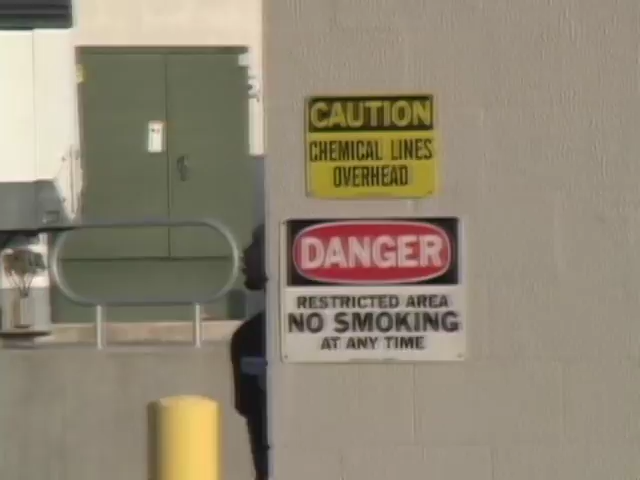 CAUTION
CHEMICAL LINES
OVERHEAD
DANGER
RESTRICTED AREA
NO SMOKING
AT ANY TIME